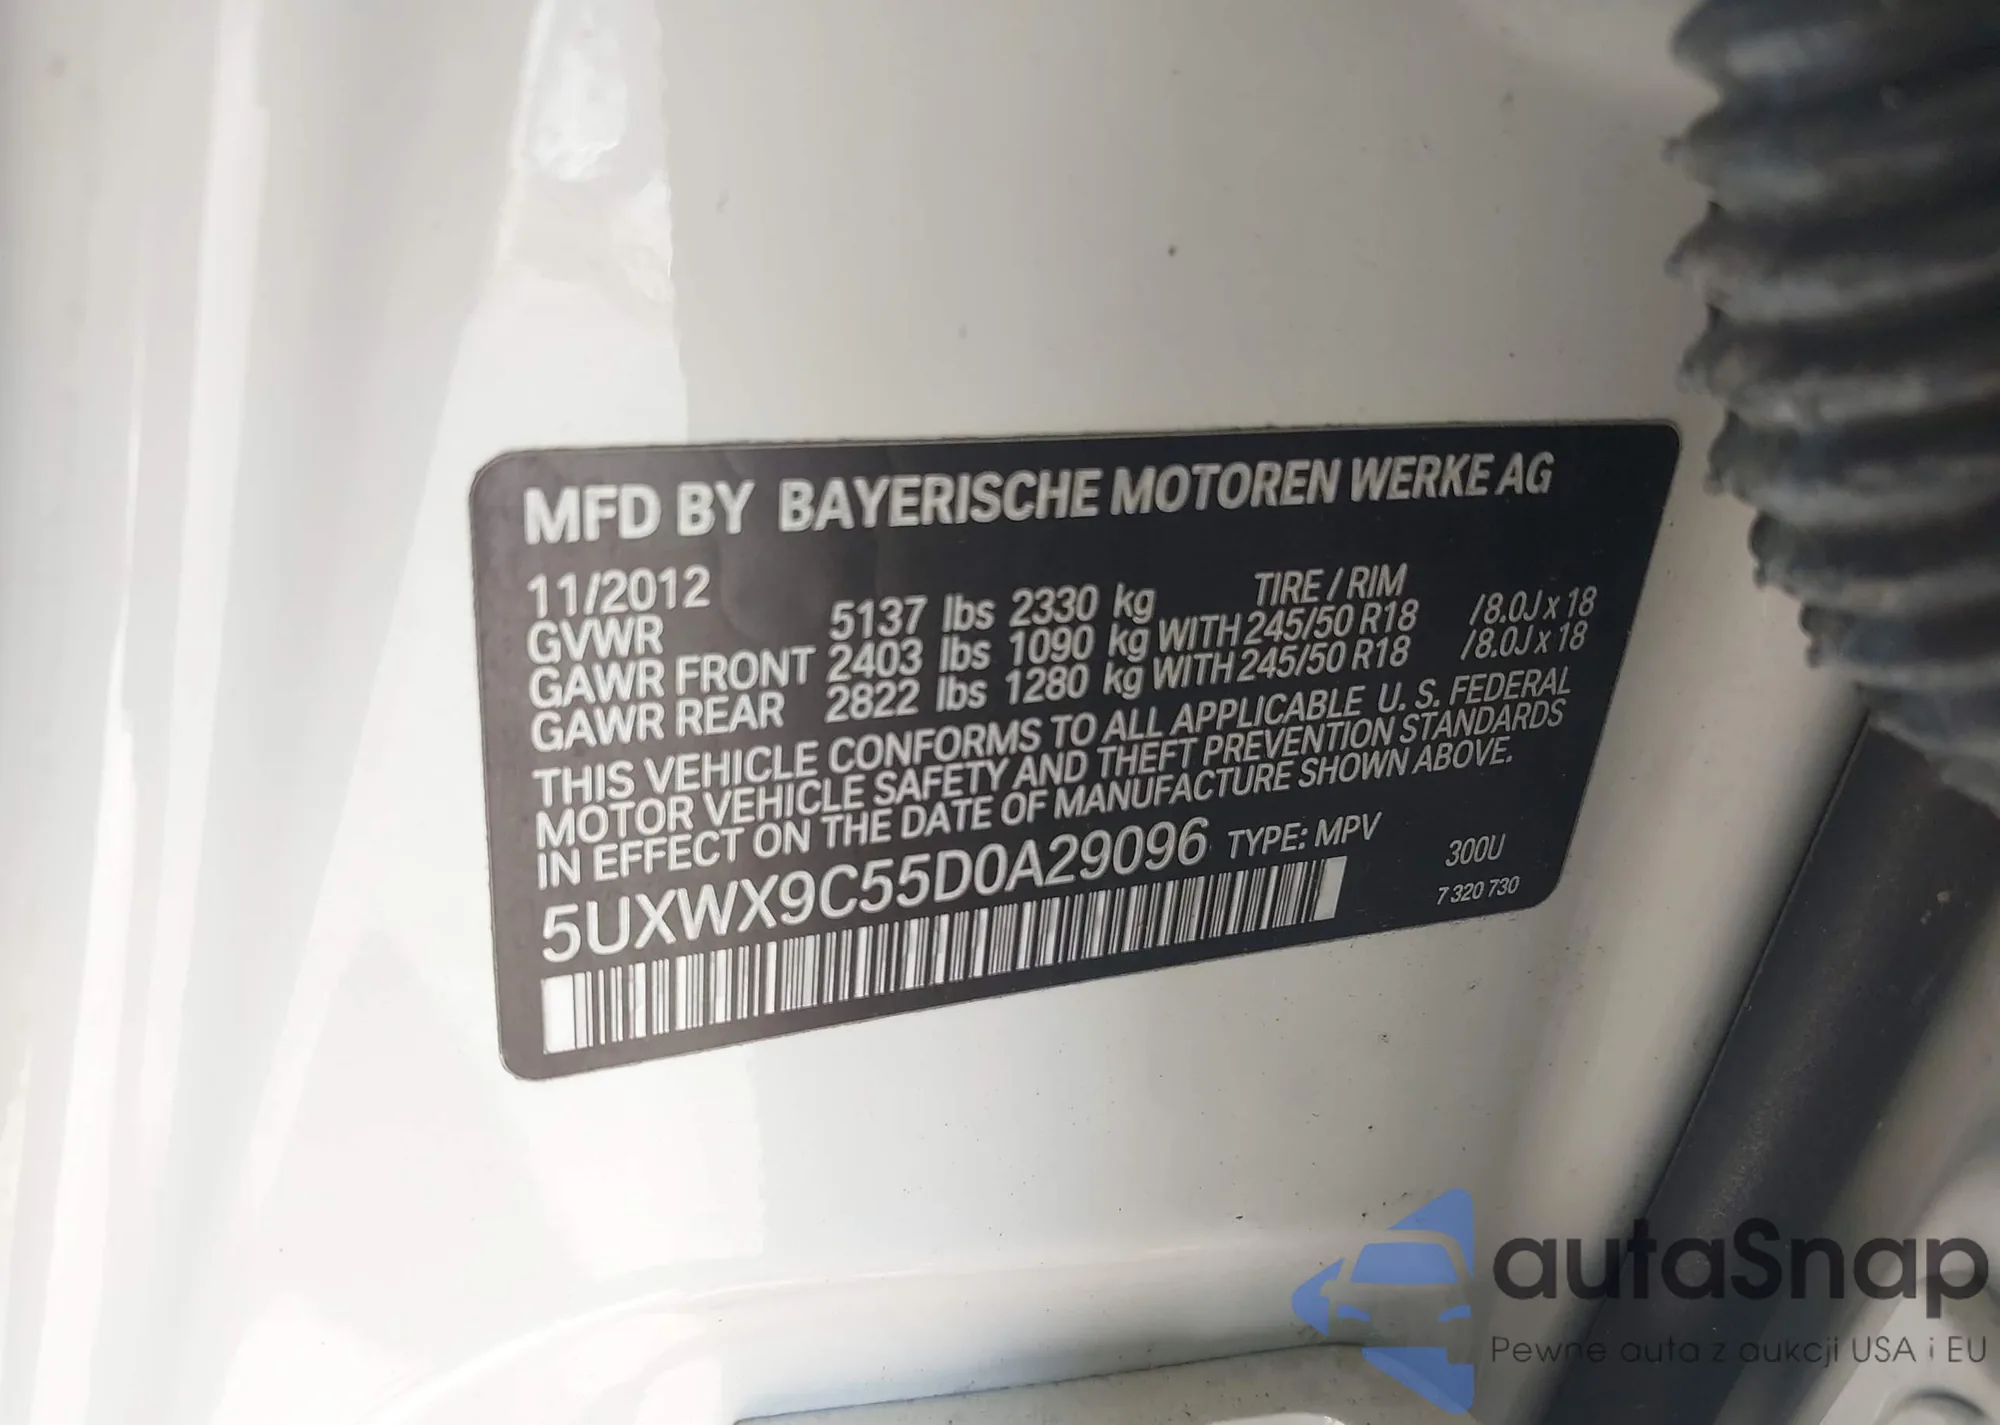 MFD BY BAYERISCHE MOTOREN WERKE AG
11/2012 TIRE / RIM
GVWR 5137 lbs 2330 kg
GAWR FRONT 2403 lbs 1090 kg WITH 245/50 R18 /8.0J x 18
GAWR REAR 2822 lbs 1280 kg WITH 245/50 R18 /8.0J x 18
THIS VEHICLE CONFORMS TO ALL APPLICABLE U. S. FEDERAL
MOTOR VEHICLE SAFETY AND THEFT PREVENTION STANDARDS
IN EFFECT ON THE DATE OF MANUFACTURE SHOWN ABOVE.
5UXWX9C55D0A29096 TYPE: MPV 300U
7 320 730
autaSnap
Pewne auta z aukcji USA i EU